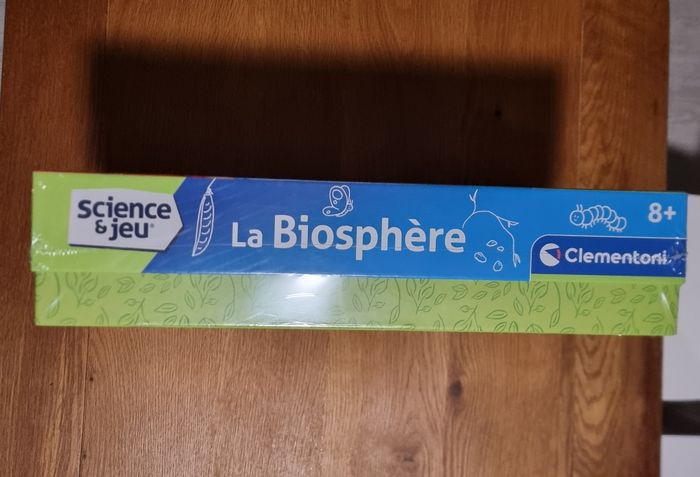 Science
& jeu®
La Biosphère
8+
Clementoni